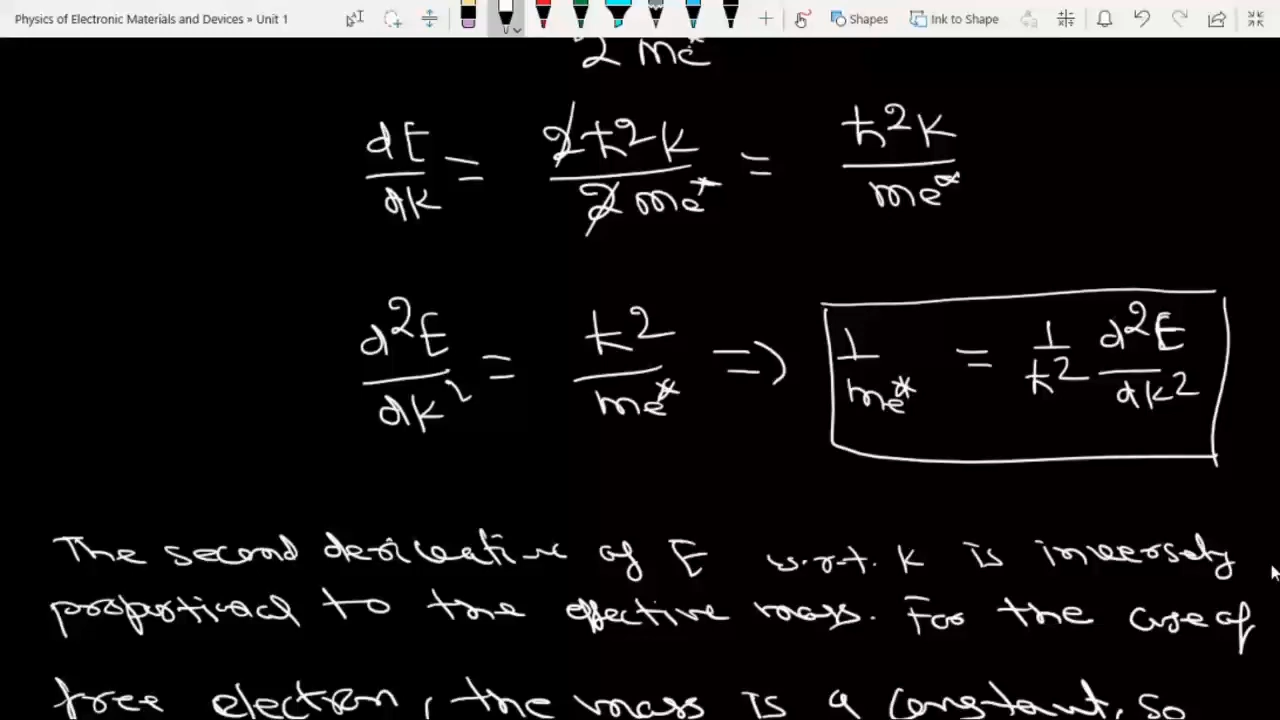 Physics of Electronic Materials and Devices » Unit 1
Shapes
Ink to Shape
2 me*
dE/dk = 2ħ²k/2me* = ħ²k/me*
d²E/dk² = ħ²/me* => 1/me* = 1/ħ² d²E/dk²
The second derivative of E w.r.t. k is inversely
proportional to the effective mass. For the case of
free electron, the mass is a constant, so